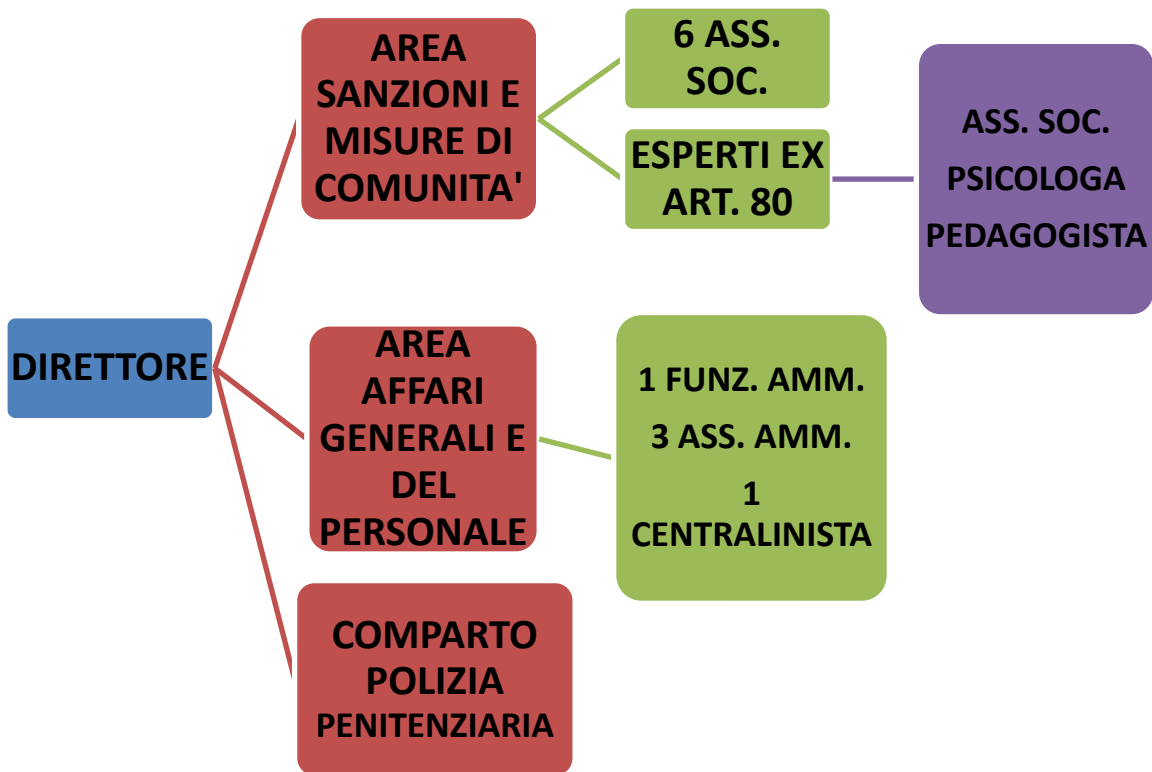 DIRETTORE
AREA
SANZIONI E
MISURE DI
COMUNITA'
6 ASS.
SOC.
ESPERTI EX
ART. 80
ASS. SOC.
PSICOLOGA
PEDAGOGISTA
AREA
AFFARI
GENERALI E
DEL
PERSONALE
1 FUNZ. AMM.
3 ASS. AMM.
1
CENTRALINISTA
COMPARTO
POLIZIA
PENITENZIARIA